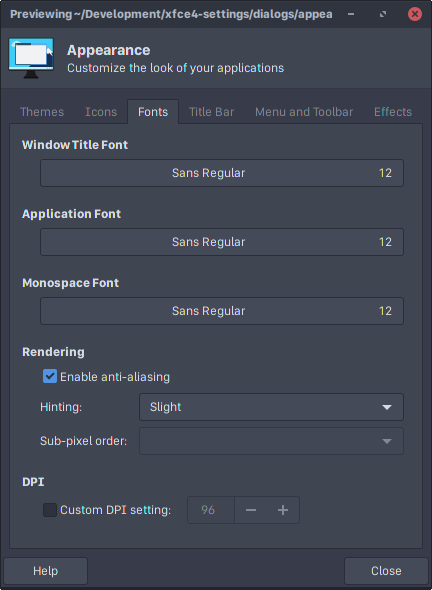 Previewing ~/Development/xfce4-settings/dialogs/appea
Appearance
Customize the look of your applications
Themes Icons Fonts Title Bar Menu and Toolbar Effects
Window Title Font
Sans Regular 12
Application Font
Sans Regular 12
Monospace Font
Sans Regular 12
Rendering
Enable anti-aliasing
Hinting: Slight
Sub-pixel order:
DPI
Custom DPI setting: 96
Help Close